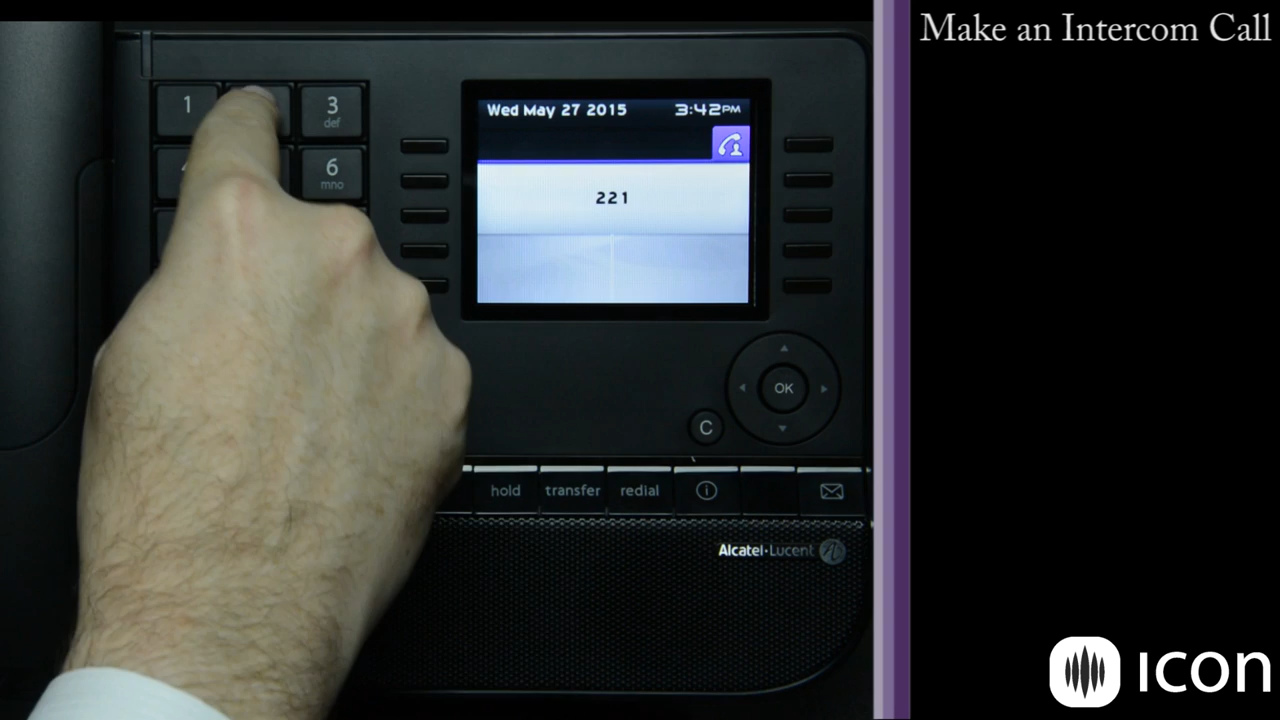 Make an Intercom Call
Wed May 27 2015 3:42PM
221
1
3
def
6
mno
OK
C
hold transfer redial
Alcatel·Lucent
icon